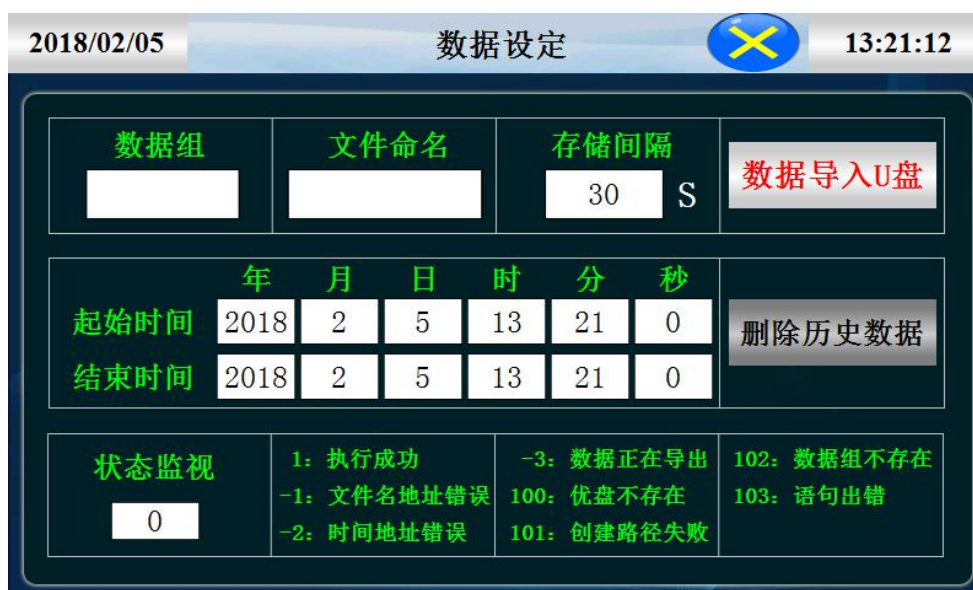 2018/02/05 数据设定 13:21:12
数据组 文件命名 存储间隔
30 S 数据导入U盘
年 月 日 时 分 秒
起始时间 2018 2 5 13 21 0
删除历史数据
结束时间 2018 2 5 13 21 0
状态监视 1：执行成功 -3：数据正在导出 102：数据组不存在
-1：文件名地址错误 100：优盘不存在 103：语句出错
0 -2：时间地址错误 101：创建路径失败